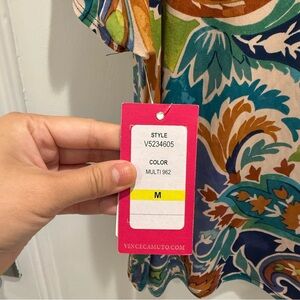 STYLE
V5234605
COLOR
MULTI 962
M
VINCECAMUTO.COM